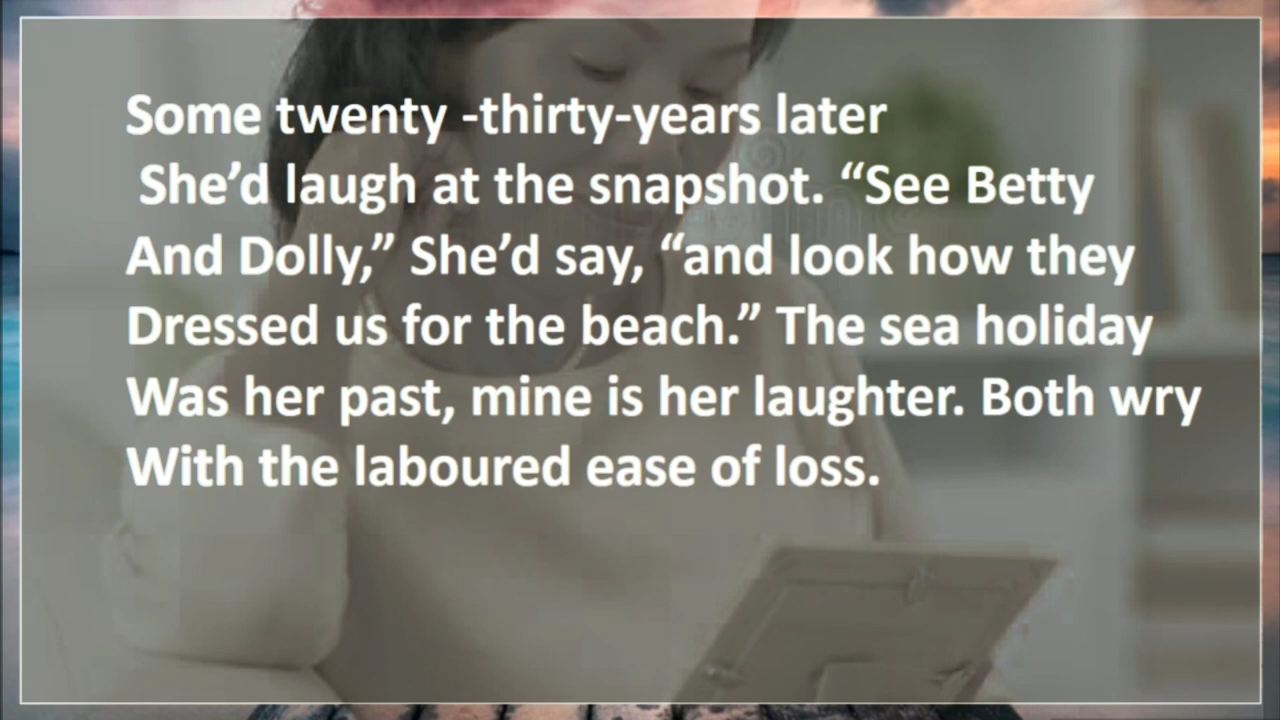 Some twenty -thirty-years later
She’d laugh at the snapshot. “See Betty
And Dolly,” She’d say, “and look how they
Dressed us for the beach.” The sea holiday
Was her past, mine is her laughter. Both wry
With the laboured ease of loss.